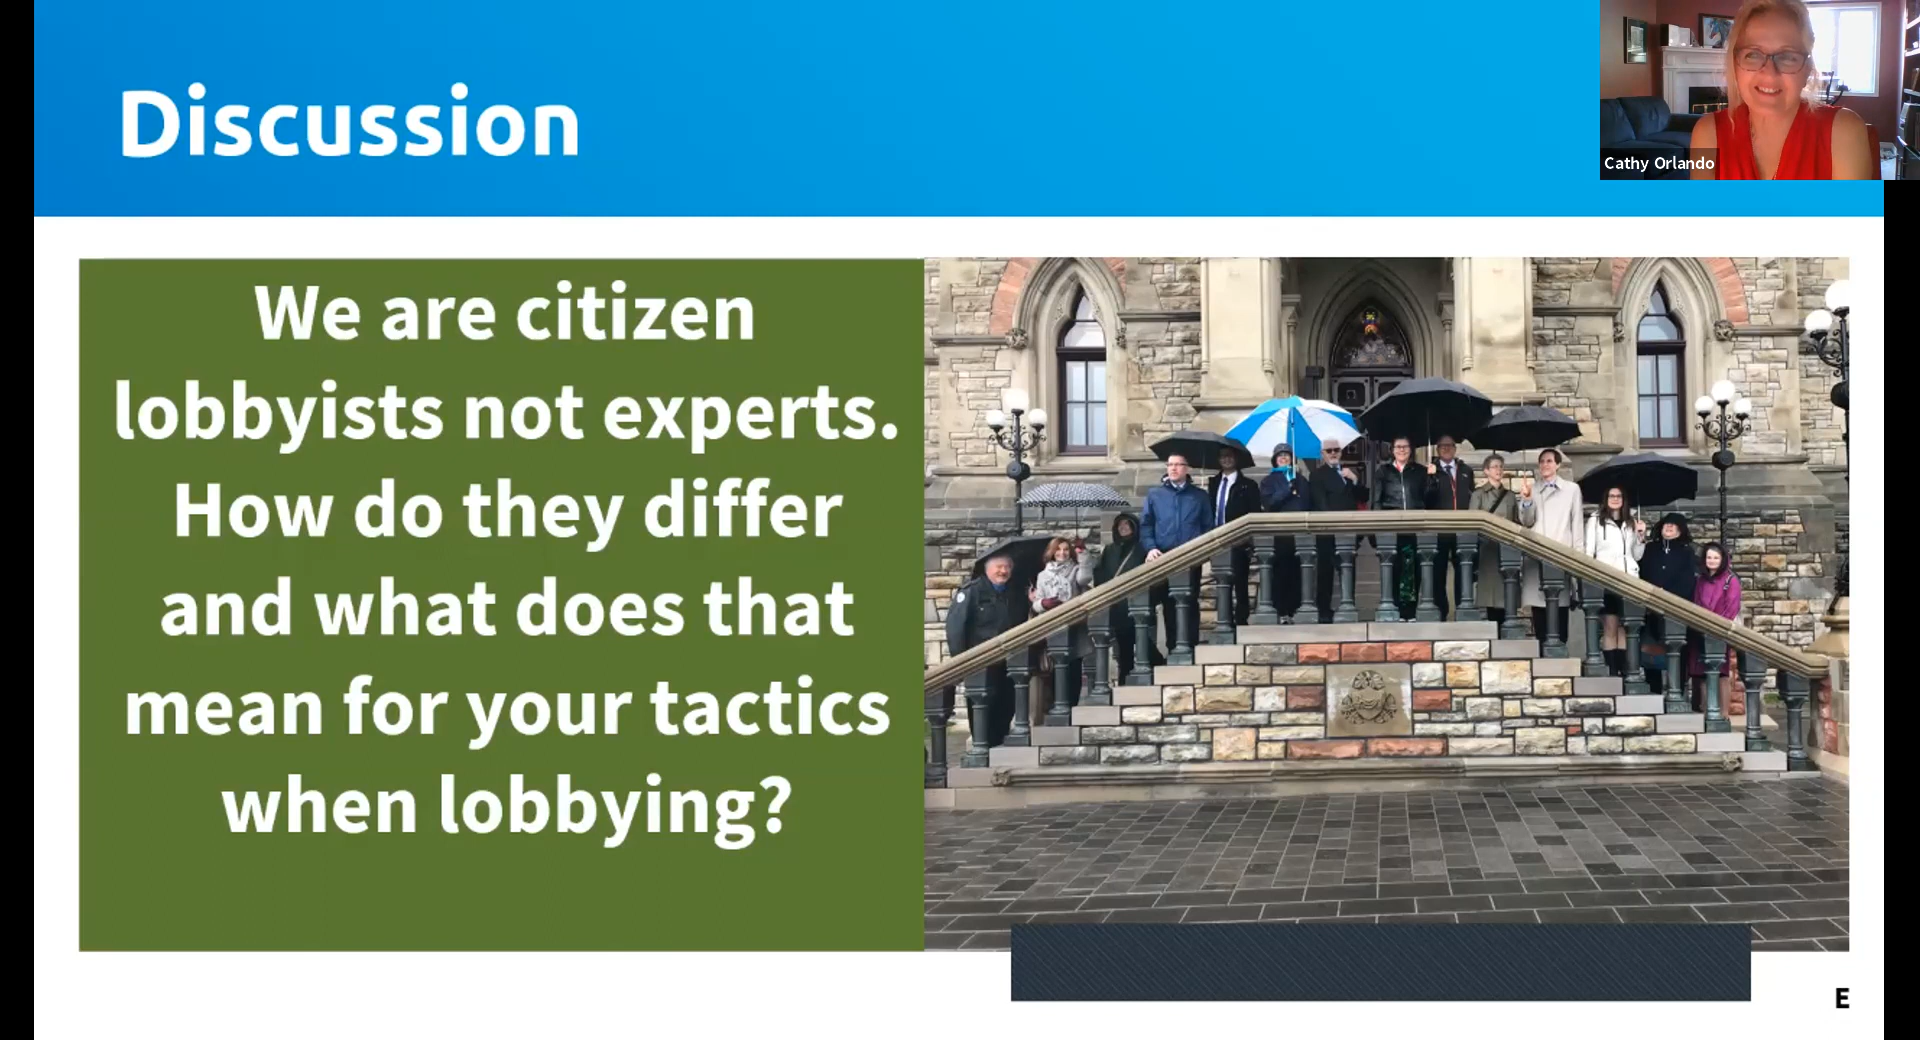 Discussion
Cathy Orlando
We are citizen
lobbyists not experts.
How do they differ
and what does that
mean for your tactics
when lobbying?
E